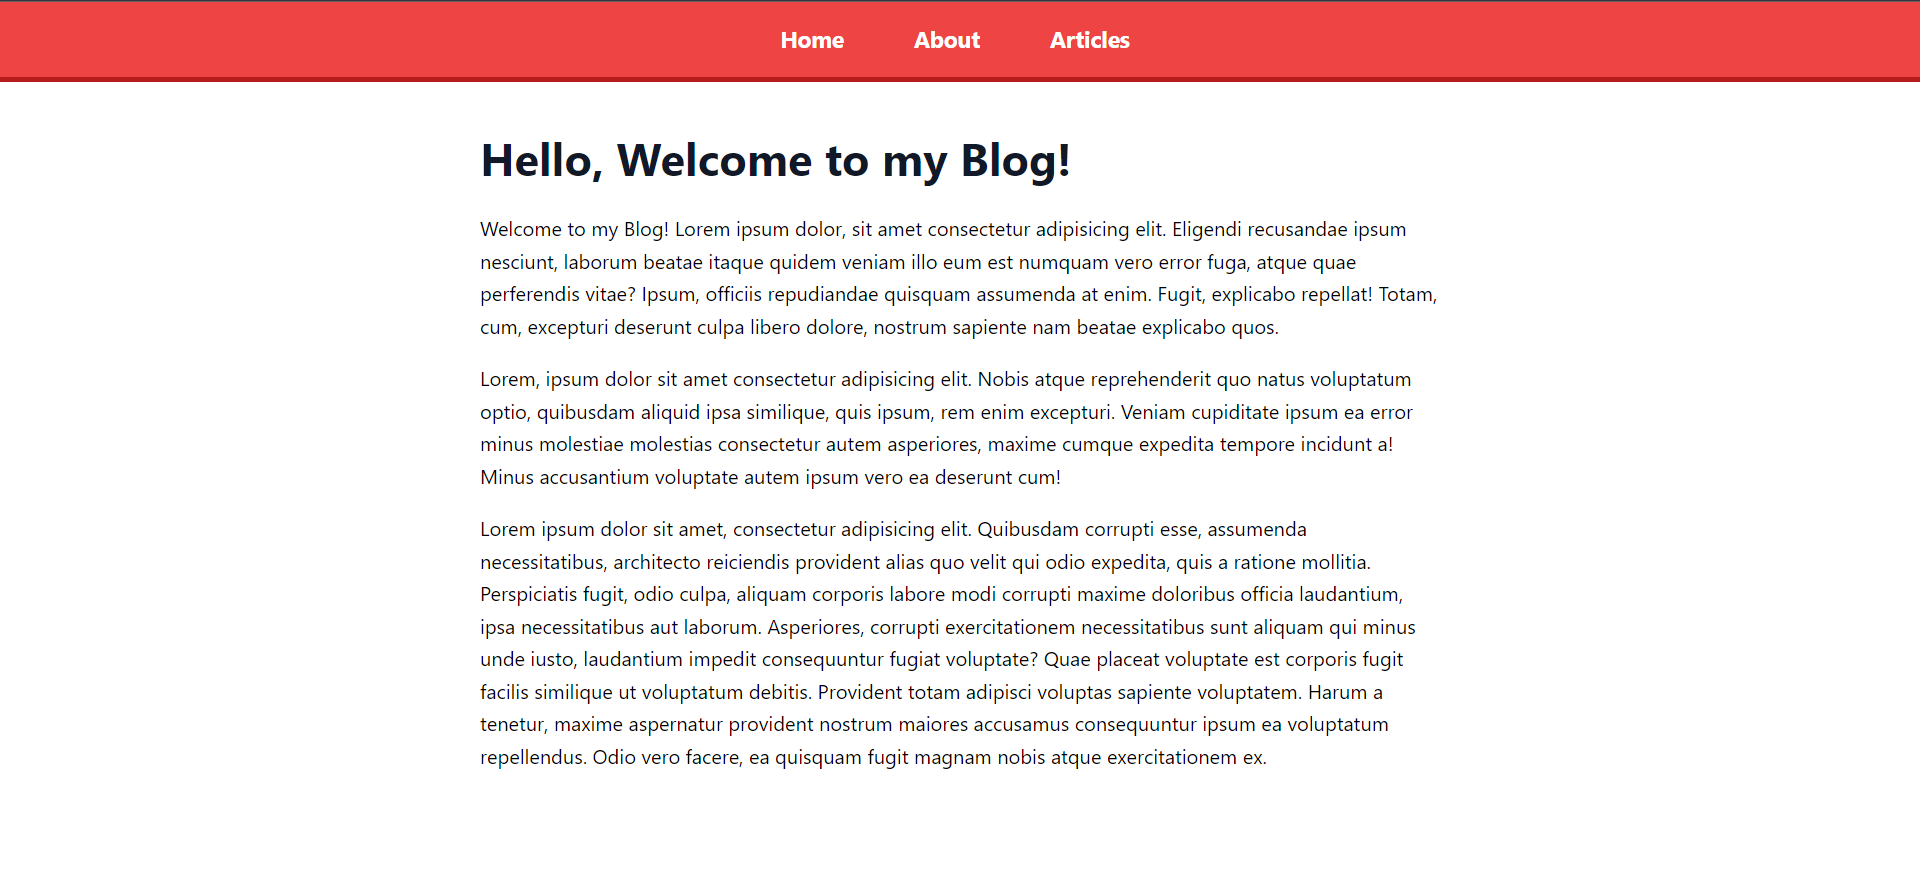 Home About Articles
Hello, Welcome to my Blog!
Welcome to my Blog! Lorem ipsum dolor, sit amet consectetur adipisicing elit. Eligendi recusandae ipsum
nesciunt, laborum beatae itaque quidem veniam illo eum est numquam vero error fuga, atque quae
perferendis vitae? Ipsum, officiis repudiandae quisquam assumenda at enim. Fugit, explicabo repellat! Totam,
cum, excepturi deserunt culpa libero dolore, nostrum sapiente nam beatae explicabo quos.
Lorem, ipsum dolor sit amet consectetur adipisicing elit. Nobis atque reprehenderit quo natus voluptatum
optio, quibusdam aliquid ipsa similique, quis ipsum, rem enim excepturi. Veniam cupiditate ipsum ea error
minus molestiae molestias consectetur autem asperiores, maxime cumque expedita tempore incidunt a!
Minus accusantium voluptate autem ipsum vero ea deserunt cum!
Lorem ipsum dolor sit amet, consectetur adipisicing elit. Quibusdam corrupti esse, assumenda
necessitatibus, architecto reiciendis provident alias quo velit qui odio expedita, quis a ratione mollitia.
Perspiciatis fugit, odio culpa, aliquam corporis labore modi corrupti maxime doloribus officia laudantium,
ipsa necessitatibus aut laborum. Asperiores, corrupti exercitationem necessitatibus sunt aliquam qui minus
unde iusto, laudantium impedit consequuntur fugiat voluptate? Quae placeat voluptate est corporis fugit
facilis similique ut voluptatum debitis. Provident totam adipisci voluptas sapiente voluptatem. Harum a
tenetur, maxime aspernatur provident nostrum maiores accusamus consequuntur ipsum ea voluptatum
repellendus. Odio vero facere, ea quisquam fugit magnam nobis atque exercitationem ex.